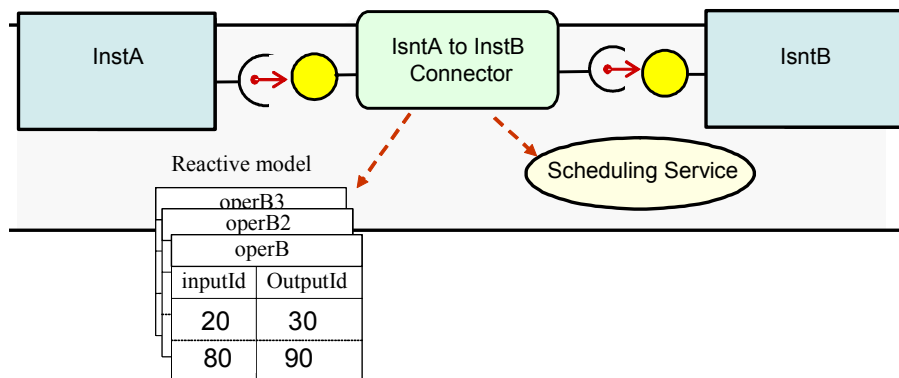 InstA
IsntA to InstB
Connector
IsntB
Reactive model
Scheduling Service
operB3
operB2
operB
inputId OutputId
20 30
80 90